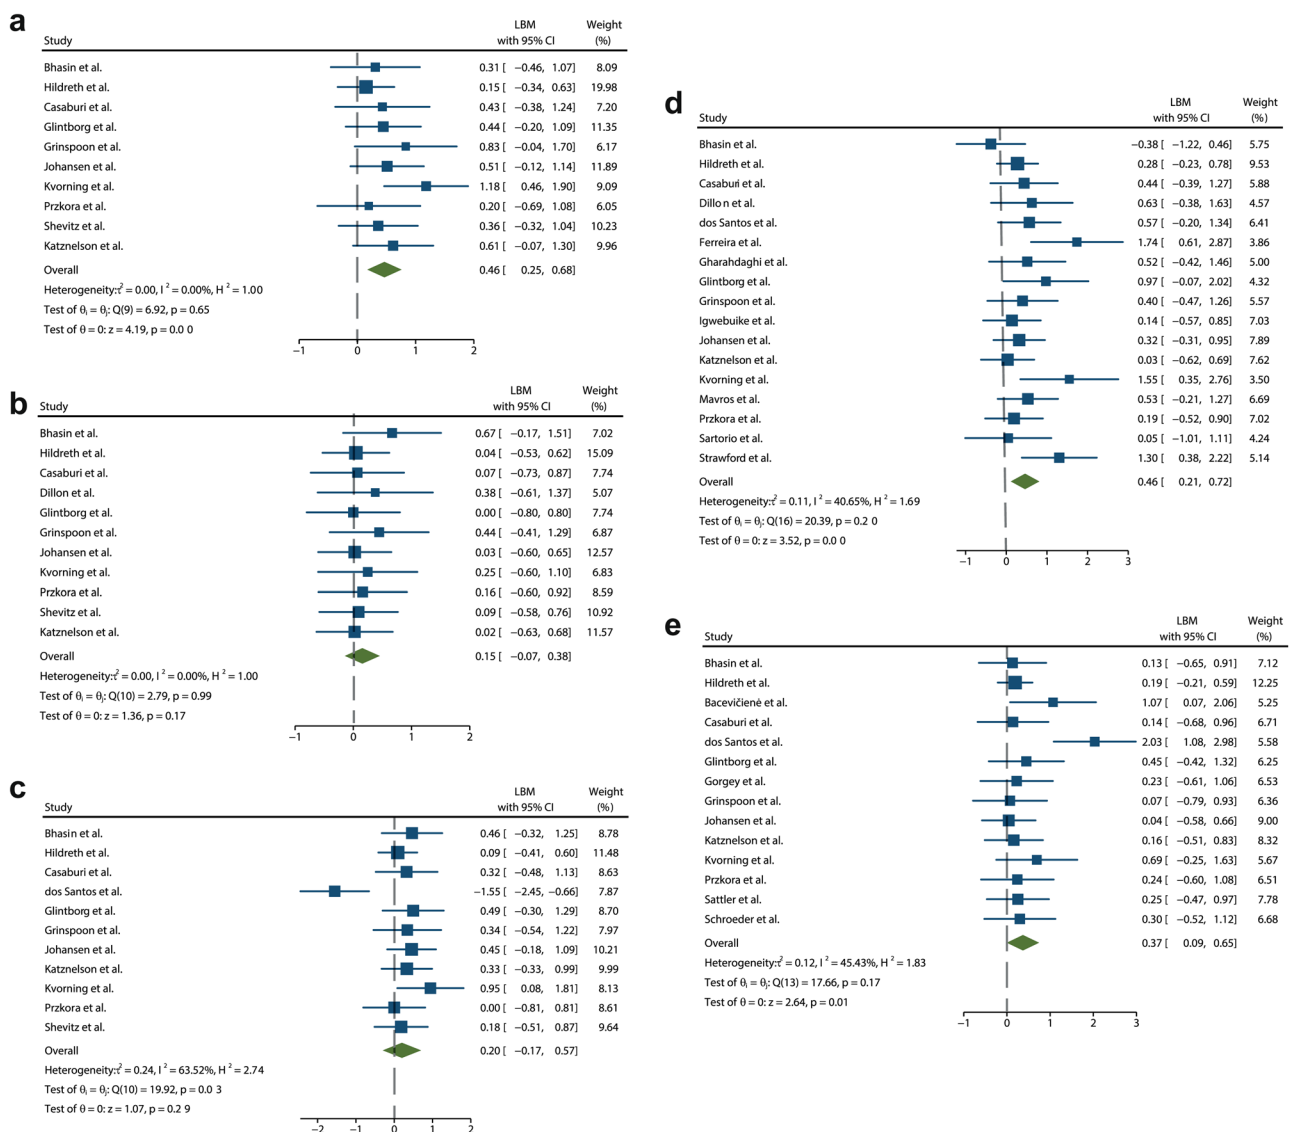 a
LBM Weight
Study with 95% CI (%)
Bhasin et al. 0.31 [ −0.46, 1.07] 8.09
Hildreth et al. 0.15 [ −0.34, 0.63] 19.98
Casaburi et al. 0.43 [ −0.38, 1.24] 7.20
Glintborg et al. 0.44 [ −0.20, 1.09] 11.35
Grinspoon et al. 0.83 [ −0.04, 1.70] 6.17
Johansen et al. 0.51 [ −0.12, 1.14] 11.89
Kvorning et al. 1.18 [ 0.46, 1.90] 9.09
Przkora et al. 0.20 [ −0.69, 1.08] 6.05
Shevitz et al. 0.36 [ −0.32, 1.04] 10.23
Katznelson et al. 0.61 [ −0.07, 1.30] 9.96
Overall 0.46 [ 0.25, 0.68]
Heterogeneity:τ² = 0.00, I ² = 0.00%, H ² = 1.00
Test of θi = θj: Q(9) = 6.92, p = 0.65
Test of θ = 0: z = 4.19, p = 0.0 0
−1 0 1 2
b
LBM Weight
Study with 95% CI (%)
Bhasin et al. 0.67 [ −0.17, 1.51] 7.02
Hildreth et al. 0.04 [ −0.53, 0.62] 15.09
Casaburi et al. 0.07 [ −0.73, 0.87] 7.74
Dillon et al. 0.38 [ −0.61, 1.37] 5.07
Glintborg et al. 0.00 [ −0.80, 0.80] 7.74
Grinspoon et al. 0.44 [ −0.41, 1.29] 6.87
Johansen et al. 0.03 [ −0.60, 0.65] 12.57
Kvorning et al. 0.25 [ −0.60, 1.10] 6.83
Przkora et al. 0.16 [ −0.60, 0.92] 8.59
Shevitz et al. 0.09 [ −0.58, 0.76] 10.92
Katznelson et al. 0.02 [ −0.63, 0.68] 11.57
Overall 0.15 [ −0.07, 0.38]
Heterogeneity:τ² = 0.00, I ² = 0.00%, H ² = 1.00
Test of θi = θj: Q(10) = 2.79, p = 0.99
Test of θ = 0: z = 1.36, p = 0.17
−1 0 1 2
c
LBM Weight
Study with 95% CI (%)
Bhasin et al. 0.46 [ −0.32, 1.25] 8.78
Hildreth et al. 0.09 [ −0.41, 0.60] 11.48
Casaburi et al. 0.32 [ −0.48, 1.13] 8.63
dos Santos et al. −1.55 [ −2.45, −0.66] 7.87
Glintborg et al. 0.49 [ −0.30, 1.29] 8.70
Grinspoon et al. 0.34 [ −0.54, 1.22] 7.97
Johansen et al. 0.45 [ −0.18, 1.09] 10.21
Katznelson et al. 0.33 [ −0.33, 0.99] 9.99
Kvorning et al. 0.95 [ 0.08, 1.81] 8.13
Przkora et al. 0.00 [ −0.81, 0.81] 8.61
Shevitz et al. 0.18 [ −0.51, 0.87] 9.64
Overall 0.20 [ −0.17, 0.57]
Heterogeneity:τ² = 0.24, I ² = 63.52%, H ² = 2.74
Test of θi = θj: Q(10) = 19.92, p = 0.0 3
Test of θ = 0: z = 1.07, p = 0.2 9
−2 −1 0 1 2
d
LBM Weight
Study with 95% CI (%)
Bhasin et al. −0.38 [ −1.22, 0.46] 5.75
Hildreth et al. 0.28 [ −0.23, 0.78] 9.53
Casaburi et al. 0.44 [ −0.39, 1.27] 5.88
Dillo n et al. 0.63 [ −0.38, 1.63] 4.57
dos Santos et al. 0.57 [ −0.20, 1.34] 6.41
Ferreira et al. 1.74 [ 0.61, 2.87] 3.86
Gharahdaghi et al. 0.52 [ −0.42, 1.46] 5.00
Glintborg et al. 0.97 [ −0.07, 2.02] 4.32
Grinspoon et al. 0.40 [ −0.47, 1.26] 5.57
Igwebuike et al. 0.14 [ −0.57, 0.85] 7.03
Johansen et al. 0.32 [ −0.31, 0.95] 7.89
Katznelson et al. 0.03 [ −0.62, 0.69] 7.62
Kvorning et al. 1.55 [ 0.35, 2.76] 3.50
Mavros et al. 0.53 [ −0.21, 1.27] 6.69
Przkora et al. 0.19 [ −0.52, 0.90] 7.02
Sartorio et al. 0.05 [ −1.01, 1.11] 4.24
Strawford et al. 1.30 [ 0.38, 2.22] 5.14
Overall 0.46 [ 0.21, 0.72]
Heterogeneity:τ² = 0.11, I ² = 40.65%, H ² = 1.69
Test of θi = θj: Q(16) = 20.39, p = 0.2 0
Test of θ = 0: z = 3.52, p = 0.0 0
−1 0 1 2 3
e
LBM Weight
Study with 95% CI (%)
Bhasin et al. 0.13 [ −0.65, 0.91] 7.12
Hildreth et al. 0.19 [ −0.21, 0.59] 12.25
Bacevičienė et al. 1.07 [ 0.07, 2.06] 5.25
Casaburi et al. 0.14 [ −0.68, 0.96] 6.71
dos Santos et al. 2.03 [ 1.08, 2.98] 5.58
Glintborg et al. 0.45 [ −0.42, 1.32] 6.25
Gorgey et al. 0.23 [ −0.61, 1.06] 6.53
Grinspoon et al. 0.07 [ −0.79, 0.93] 6.36
Johansen et al. 0.04 [ −0.58, 0.66] 9.00
Katznelson et al. 0.16 [ −0.51, 0.83] 8.32
Kvorning et al. 0.69 [ −0.25, 1.63] 5.67
Przkora et al. 0.24 [ −0.60, 1.08] 6.51
Sattler et al. 0.25 [ −0.47, 0.97] 7.78
Schroeder et al. 0.30 [ −0.52, 1.12] 6.68
Overall 0.37 [ 0.09, 0.65]
Heterogeneity:τ² = 0.12, I ² = 45.43%, H ² = 1.83
Test of θi = θj: Q(13) = 17.66, p = 0.17
Test of θ = 0: z = 2.64, p = 0.01
−1 0 1 2 3